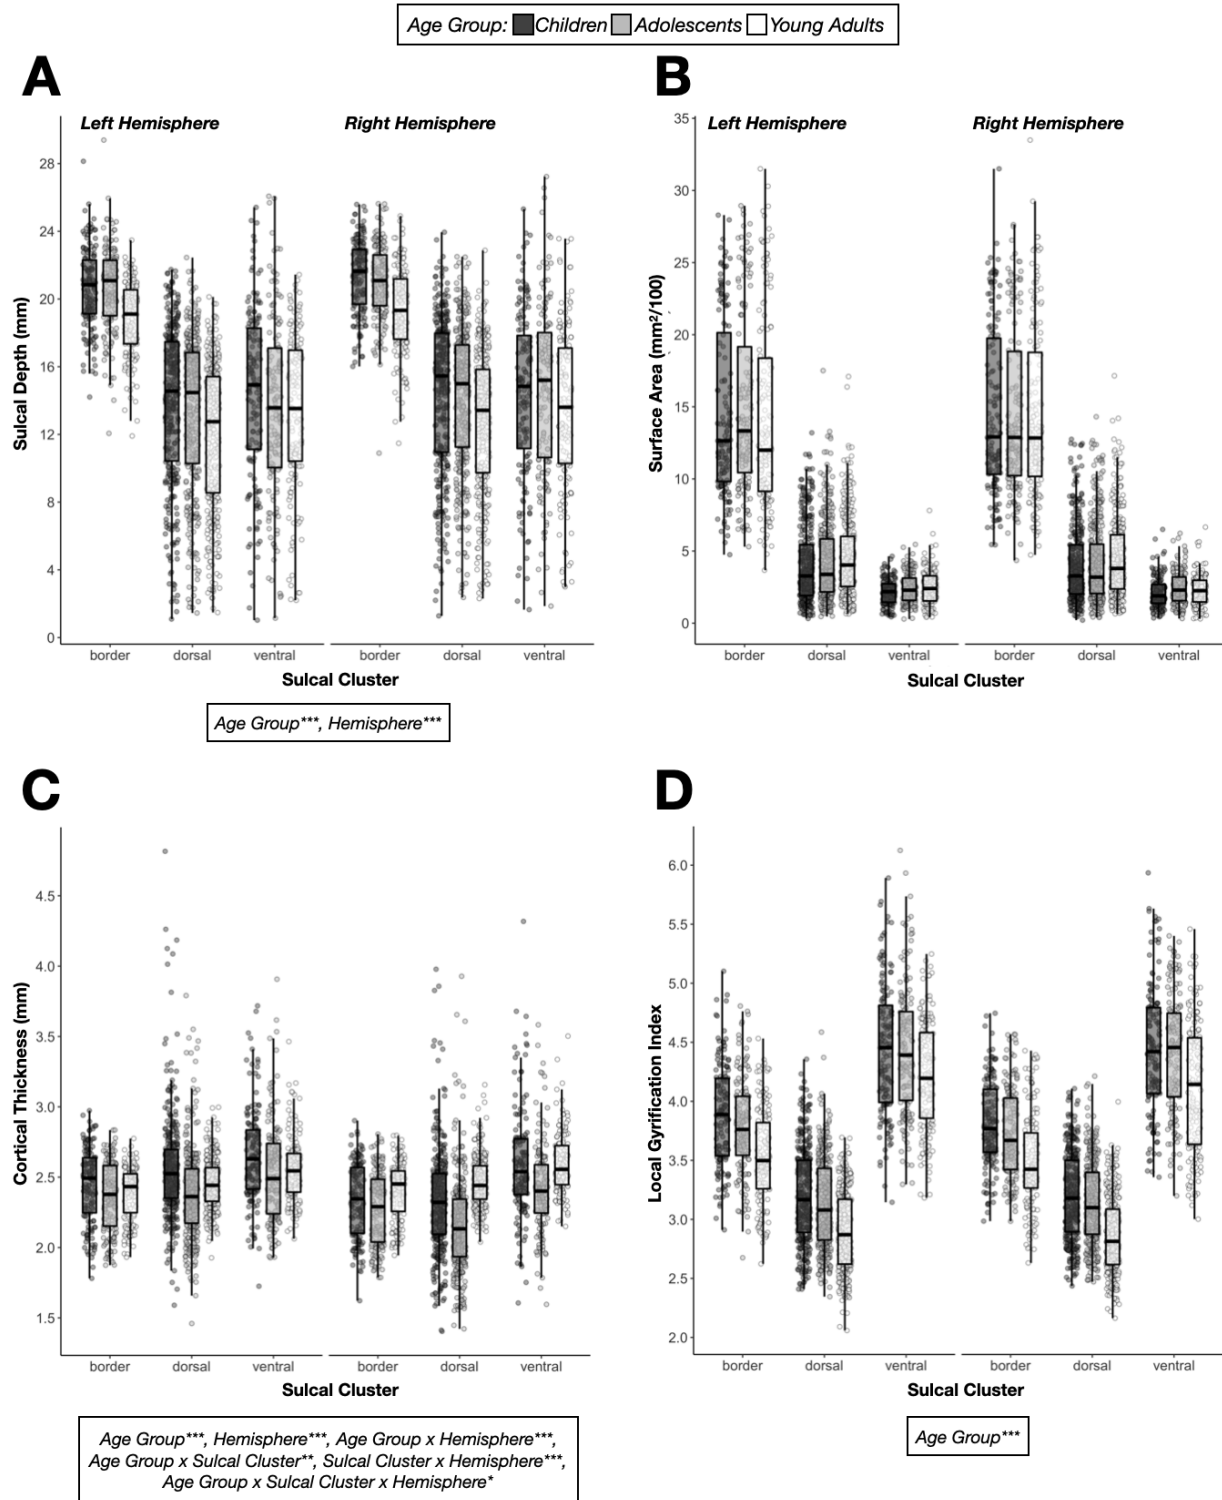 Age Group: Children Adolescents Young Adults
A
B
Left Hemisphere Right Hemisphere
Left Hemisphere Right Hemisphere
Sulcal Depth (mm)
28
24
20
16
12
8
4
0
border dorsal ventral border dorsal ventral
Sulcal Cluster
Age Group***, Hemisphere***
Surface Area (mm²/100)
35
30
25
20
15
10
5
0
border dorsal ventral border dorsal ventral
Sulcal Cluster
C
D
Cortical Thickness (mm)
4.5
4.0
3.5
3.0
2.5
2.0
1.5
border dorsal ventral border dorsal ventral
Sulcal Cluster
Age Group***, Hemisphere***, Age Group x Hemisphere***,
Age Group x Sulcal Cluster**, Sulcal Cluster x Hemisphere***,
Age Group x Sulcal Cluster x Hemisphere*
Local Gyrification Index
6.0
5.5
5.0
4.5
4.0
3.5
3.0
2.5
2.0
border dorsal ventral border dorsal ventral
Sulcal Cluster
Age Group***